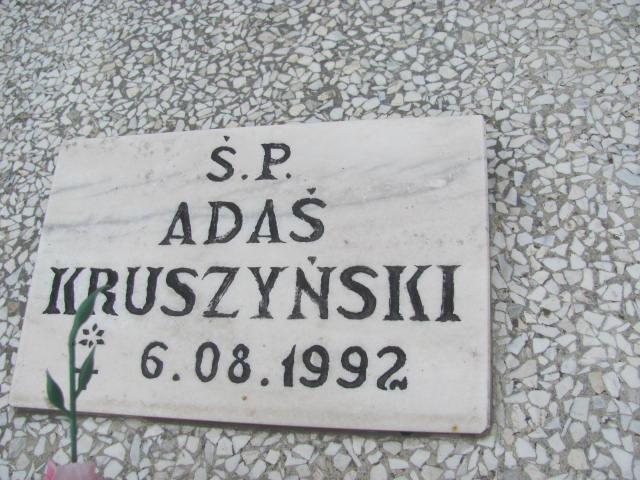 Ś.P.
ADAŚ
KRUSZYŃSKI
6.08.1992